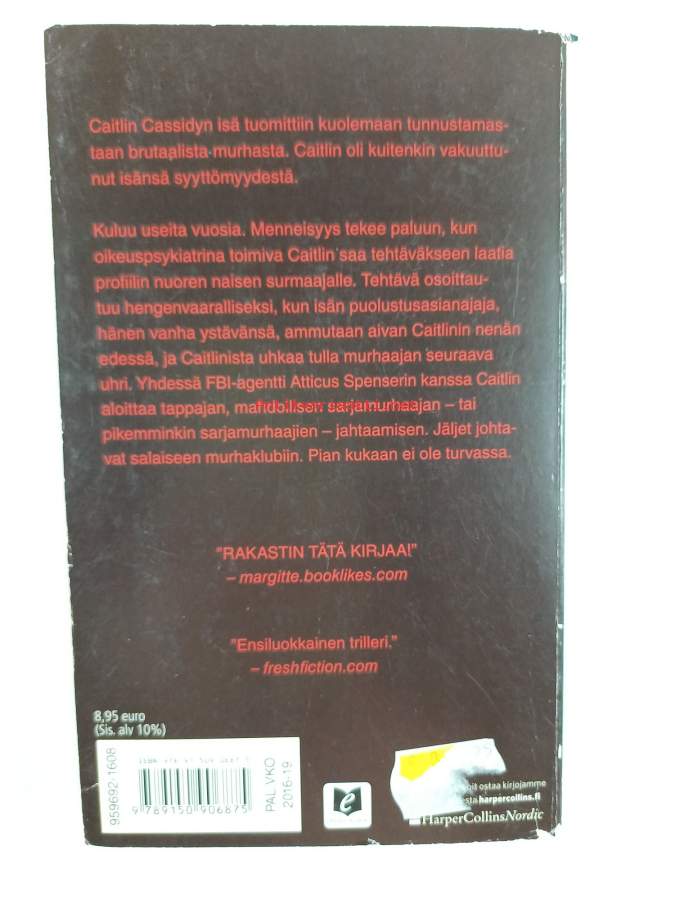 Caitlin Cassidyn isä tuomittiin kuolemaan tunnustamas-
taan brutaalista murhasta. Caitlin oli kuitenkin vakuuttu-
nut isänsä syyttömyydestä.
Kuluu useita vuosia. Menneisyys tekee paluun, kun
oikeuspsykiatrina toimiva Caitlin saa tehtäväkseen laatia
profiilin nuoren naisen surmaajalle. Tehtävä osoittau-
tuu hengenvaaralliseksi, kun isän puolustusasianajaja,
hänen vanha ystävänsä, ammutaan aivan Caitlinin nenän
edessä, ja Caitlinista uhkaa tulla murhaajan seuraava
uhri. Yhdessä FBI-agentti Atticus Spenserin kanssa Caitlin
aloittaa tappajan, mahdollisen sarjamurhaajan – tai
pikemminkin sarjamurhaajien – jahtaamisen. Jäljet johta-
vat salaiseen murhaklubiin. Pian kukaan ei ole turvassa.
"RAKASTIN TÄTÄ KIRJAA!"
– margitte.booklikes.com
"Ensiluokkainen trilleri."
– freshfiction.com
8,95 euro
(Sis. alv 10%)
959692-1608
9 789150 906875
PAL.VKO
2016-19
e
ostaa kirjojamme
harpercollins.fi
HarperCollinsNordic